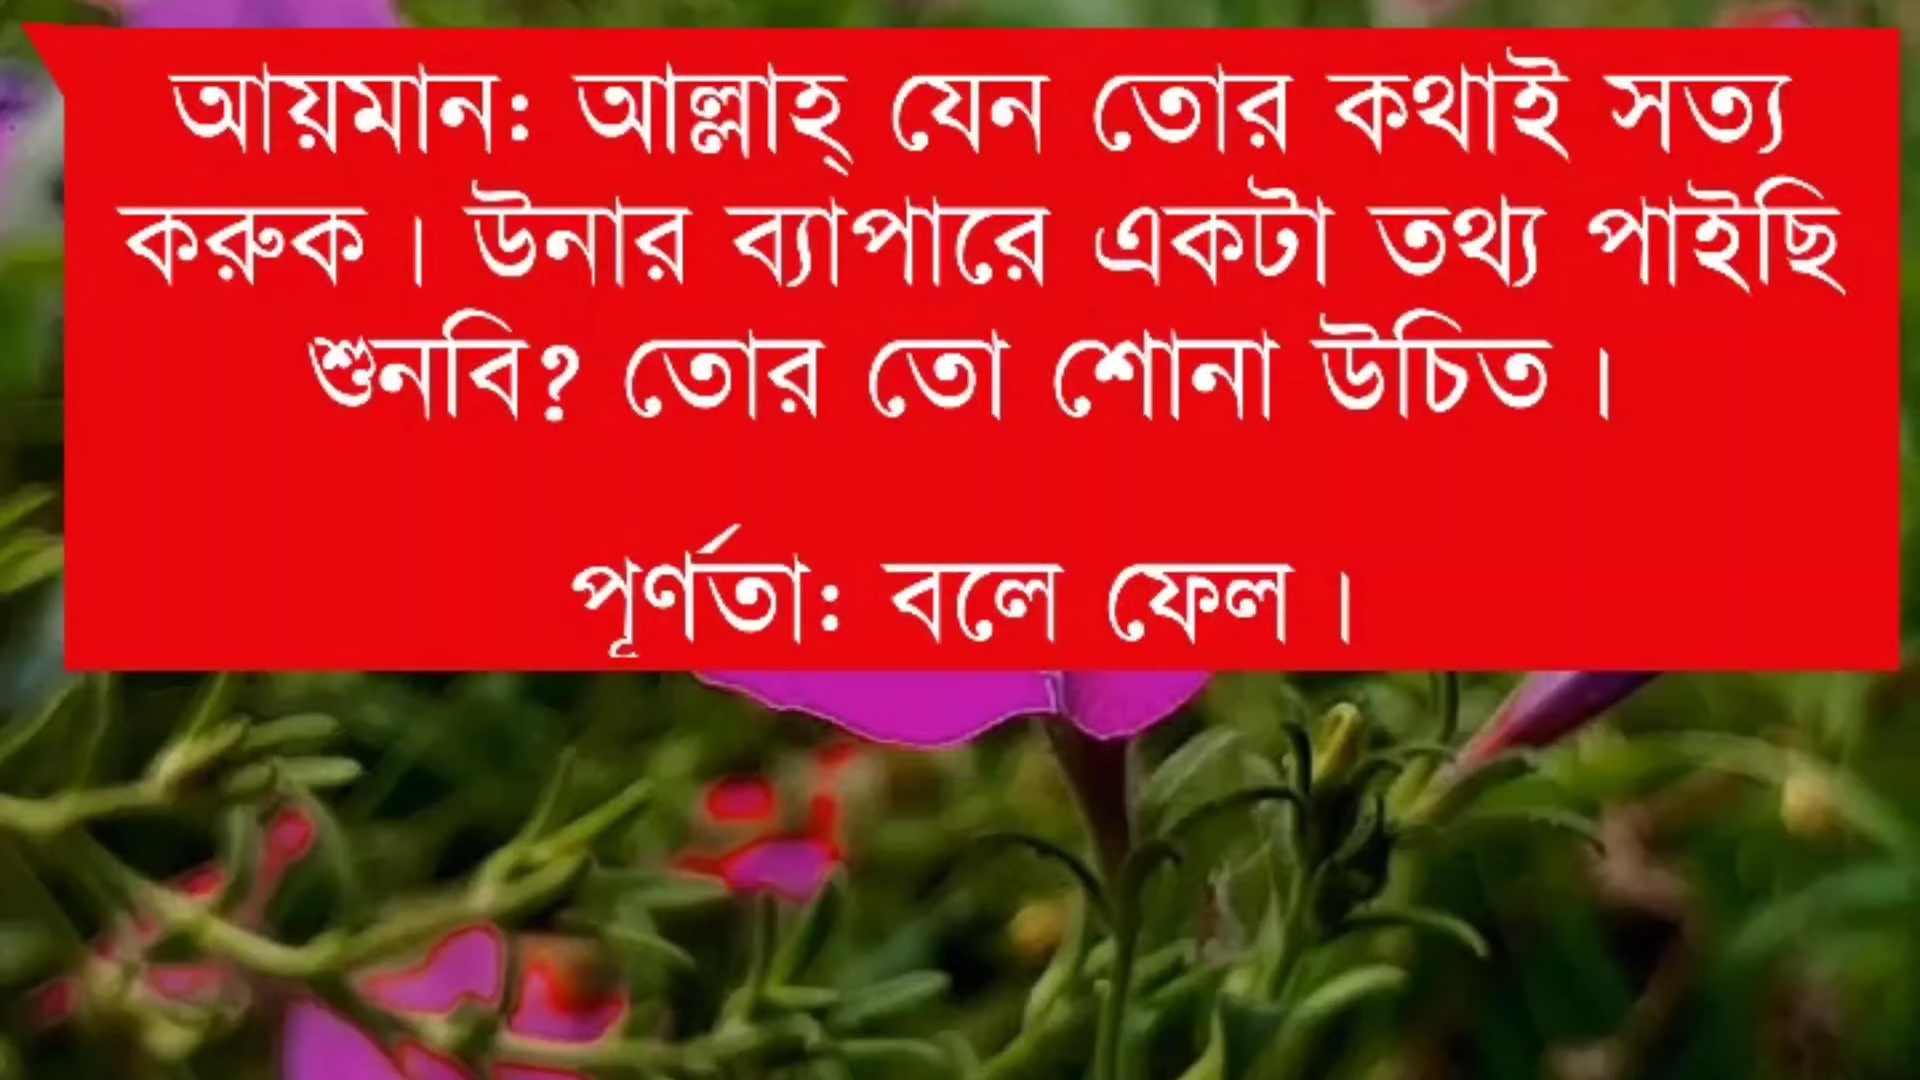 আয়মান: আল্লাহ্ যেন তোর কথাই সত্য
করুক। উনার ব্যাপারে একটা তথ্য পাইছি
শুনবি? তোর তো শোনা উচিত।
পূর্ণতা: বলে ফেল।